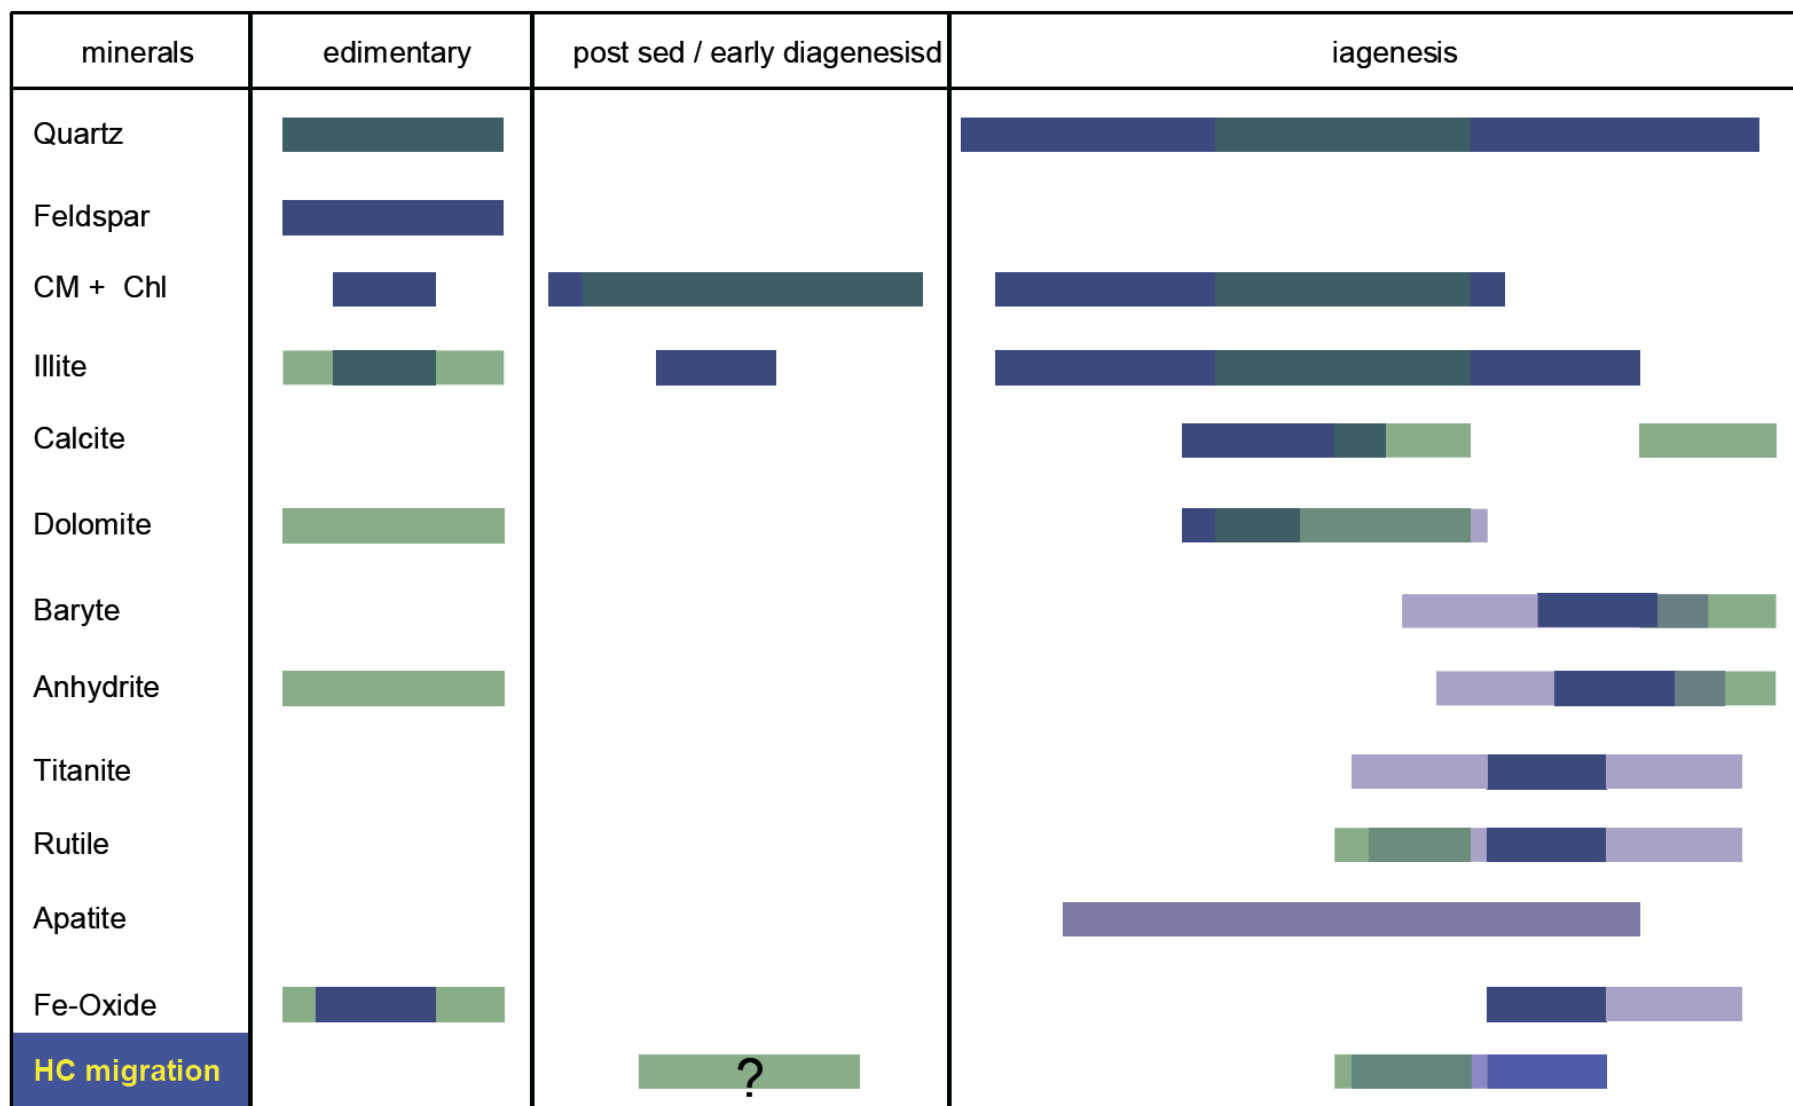 minerals edimentary post sed / early diagenesisd iagenesis
Quartz
Feldspar
CM + Chl
Illite
Calcite
Dolomite
Baryte
Anhydrite
Titanite
Rutile
Apatite
Fe-Oxide
HC migration ?